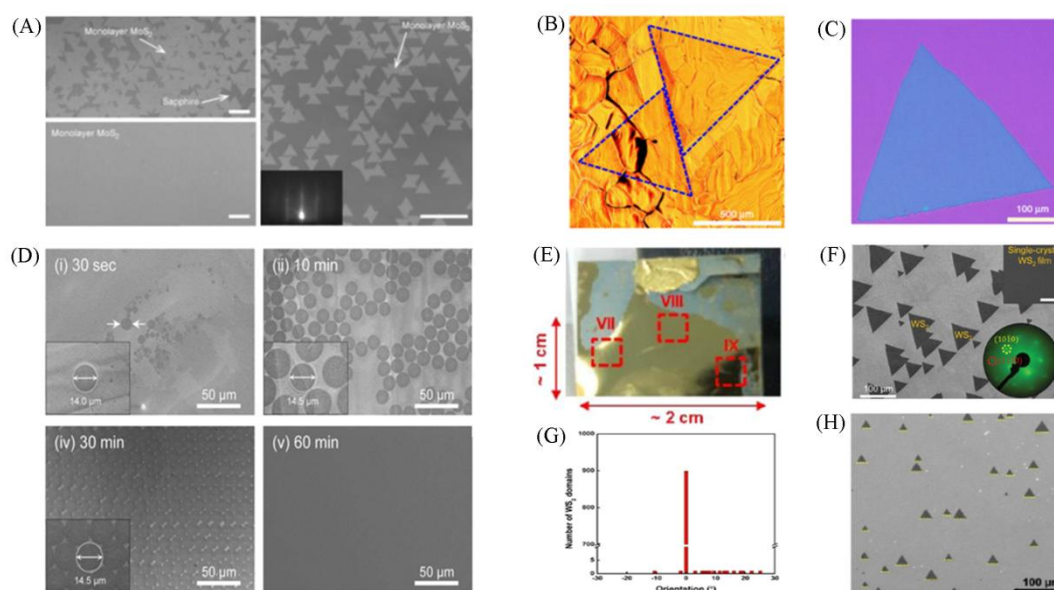 (A)
Monolayer MoS2
Sapphire
Monolayer MoS2
Monolayer MoS2
(B)
500 µm
(C)
100 µm
(D)
(i) 30 sec
14.0 µm
50 µm
(ii) 10 min
14.5 µm
50 µm
(iv) 30 min
14.5 µm
50 µm
(v) 60 min
50 µm
(E)
VII
VIII
IX
~ 1 cm
~ 2 cm
(F)
Single-cryst
WS2 film
WS2
WS2
100 µm
(G)
Number of WS2 domains
1000
900
800
700
5
0
-30
-20
-10
0
10
20
30
Orientation (°)
(H)
100 µm